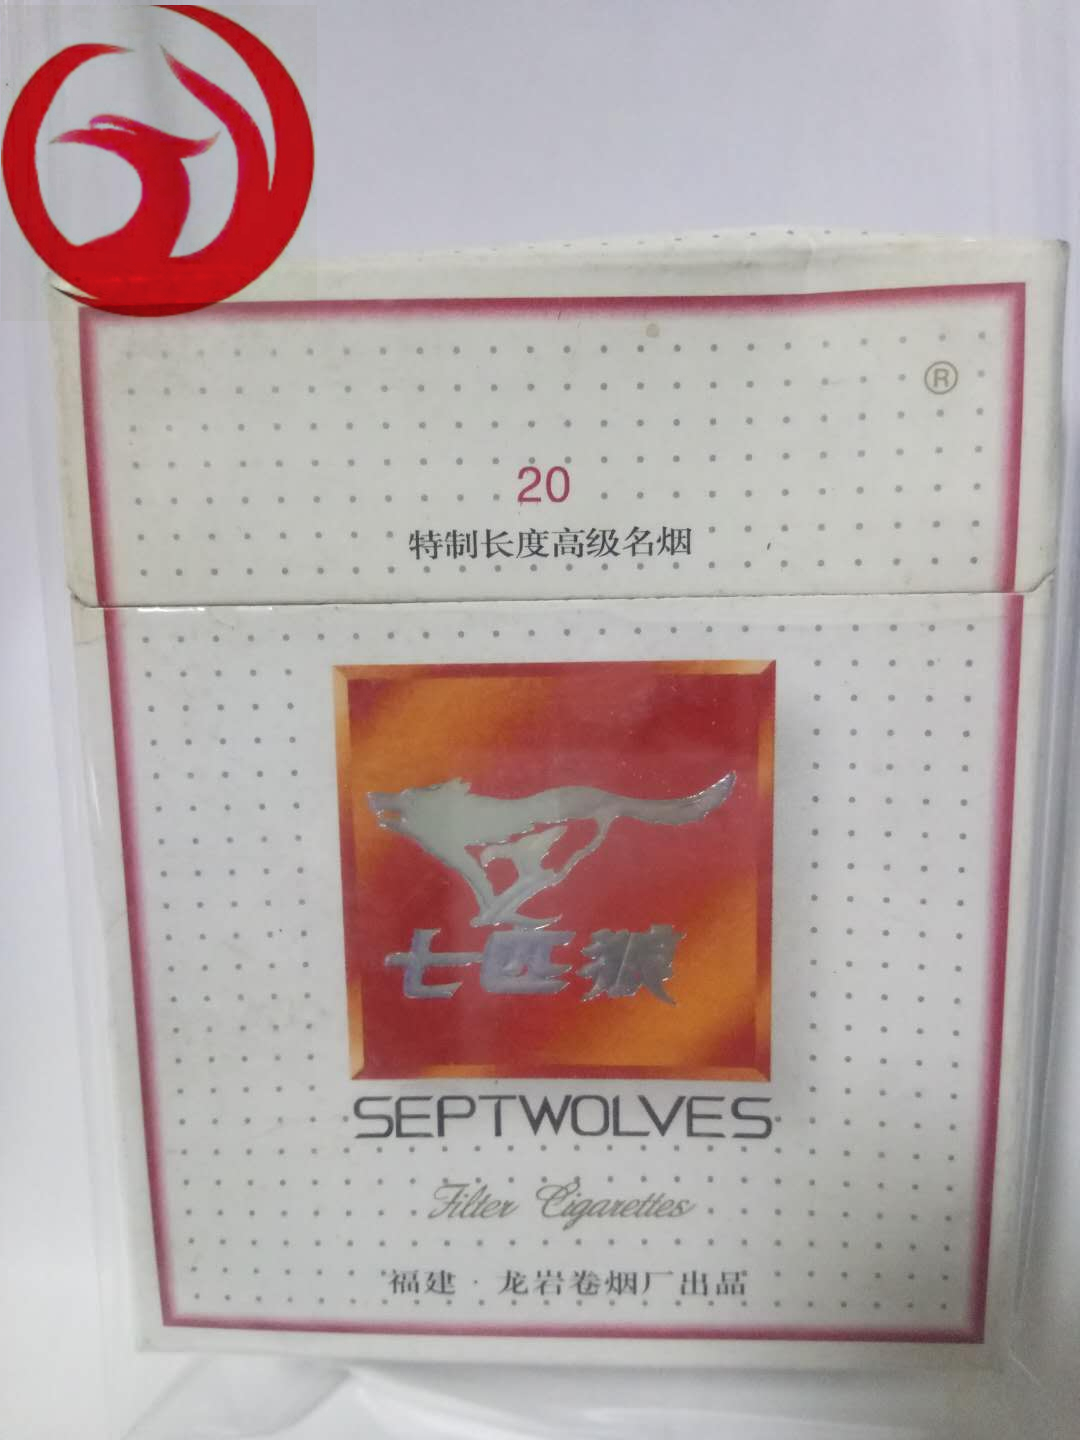 ®
20
特制长度高级名烟
七匹狼
SEPTWOLVES
Filter Cigarettes
福建·龙岩卷烟厂出品